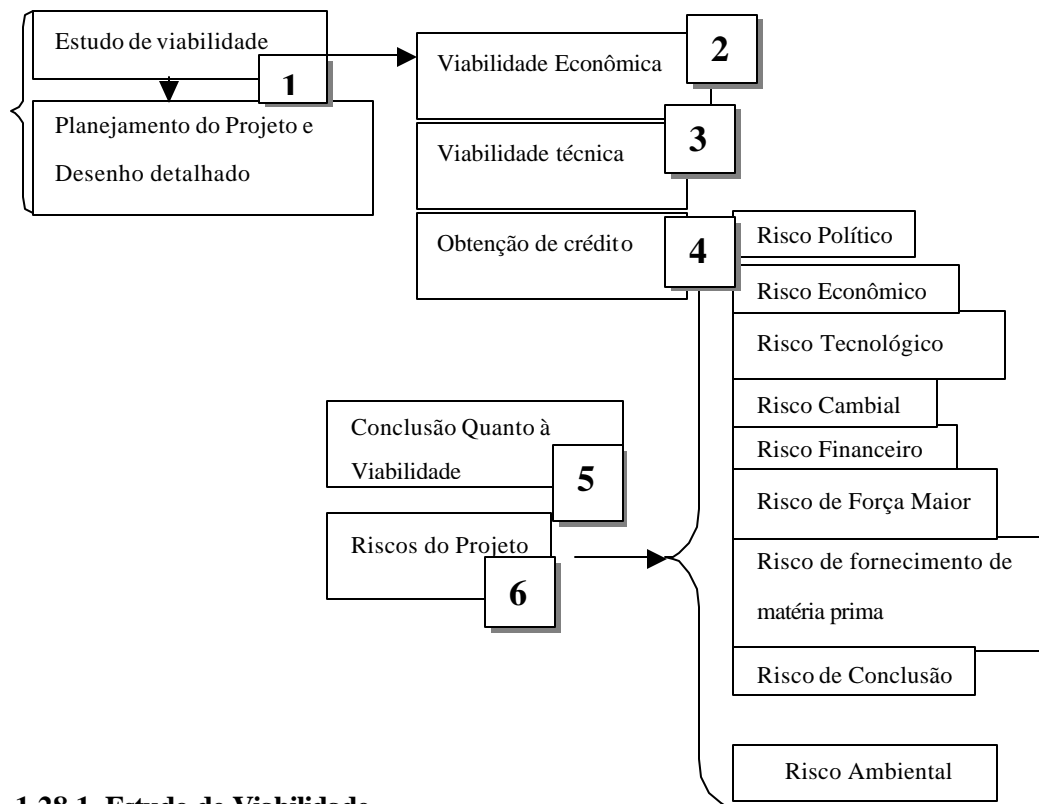 Estudo de viabilidade
1
Planejamento do Projeto e
Desenho detalhado
Viabilidade Econômica
2
Viabilidade técnica
3
Obtenção de crédito
4
Conclusão Quanto à
Viabilidade
5
Riscos do Projeto
6
Risco Político
Risco Econômico
Risco Tecnológico
Risco Cambial
Risco Financeiro
Risco de Força Maior
Risco de fornecimento de
matéria prima
Risco de Conclusão
Risco Ambiental
1.28.1 Estudo de Viabilidade